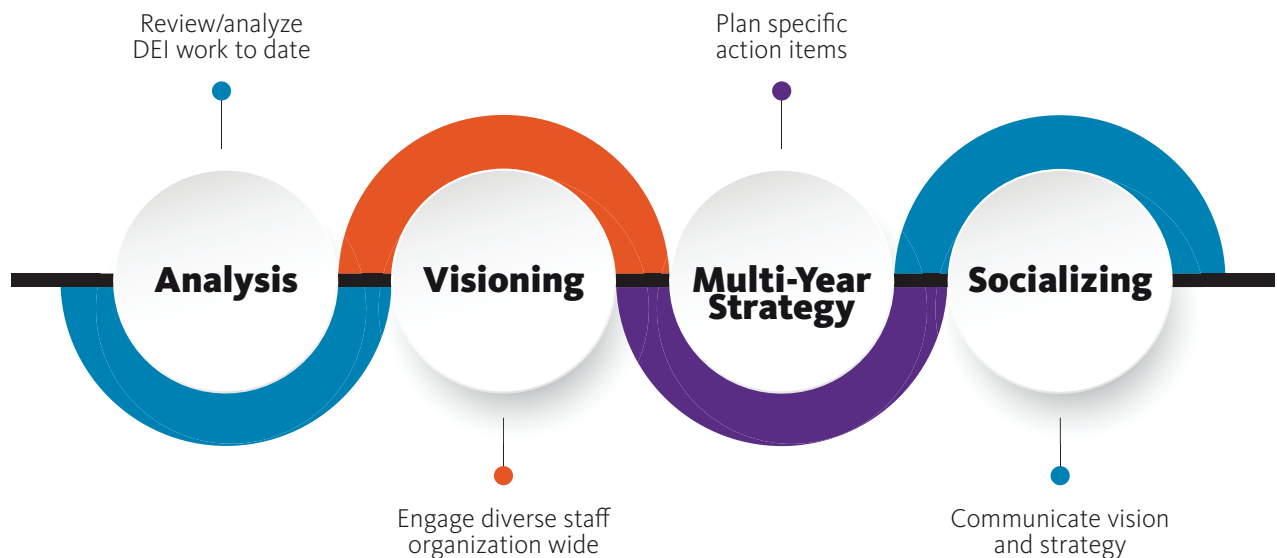 Review/analyze
DEI work to date
Plan specific
action items
Analysis
Visioning
Multi-Year
Strategy
Socializing
Engage diverse staff
organization wide
Communicate vision
and strategy